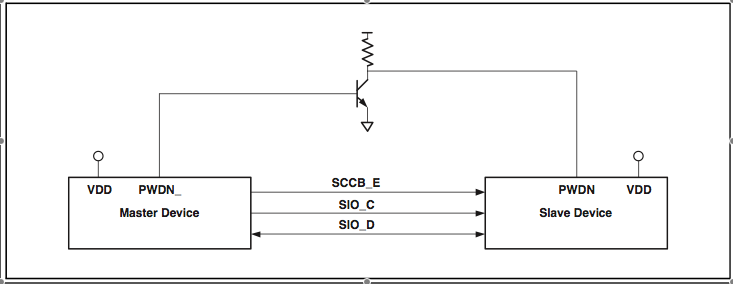 SCCB_E
VDD PWDN_ PWDN VDD
SIO_C
Master Device Slave Device
SIO_D